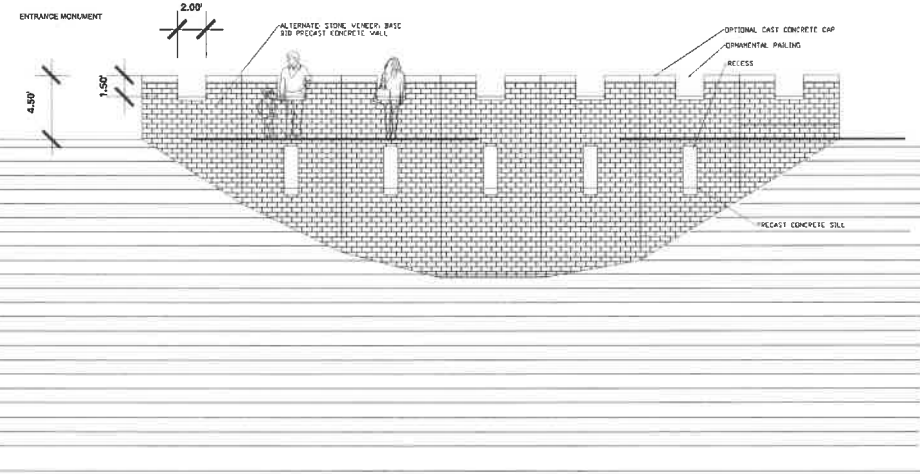 ENTRANCE MONUMENT
2.00'
ALTERNATE: STONE VENEER: BASE
BID PRECAST CONCRETE WALL
OPTIONAL CAST CONCRETE CAP
ORNAMENTAL RAILING
RECESS
4.50'
1.50'
PRECAST CONCRETE SILL